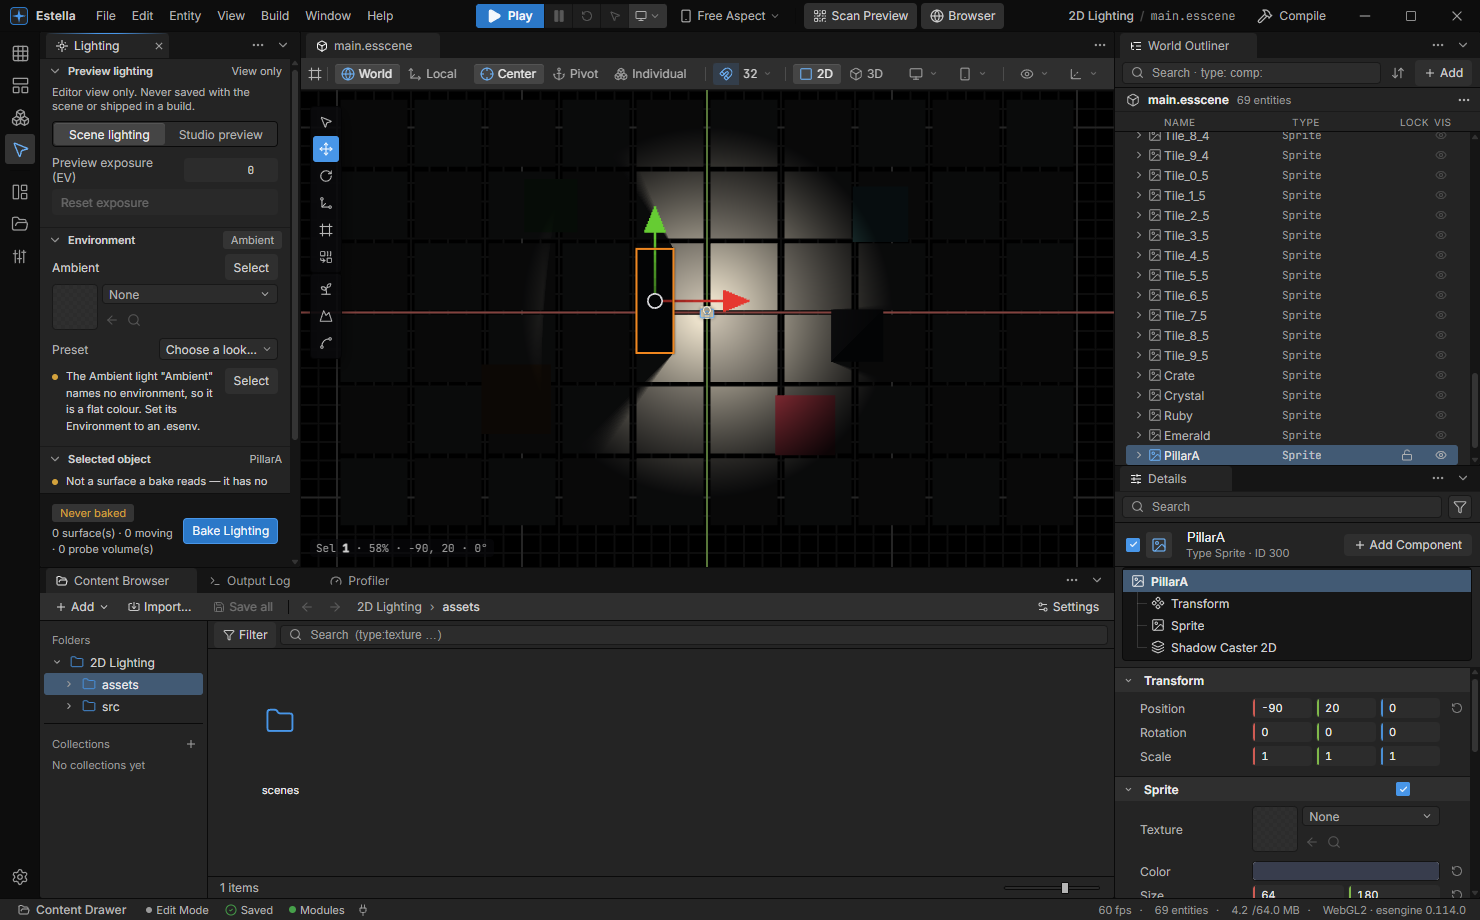 Estella File Edit Entity View Build Window Help Play Free Aspect Scan Preview Browser 2D Lighting / main.esscene Compile
Lighting
Preview lighting View only
Editor view only. Never saved with the
scene or shipped in a build.
Scene lighting Studio preview
Preview exposure
(EV)
0
Reset exposure
Environment Ambient
Ambient Select
None
Preset Choose a look...
The Ambient light "Ambient"
names no environment, so it
is a flat colour. Set its
Environment to an .esenv.
Select
Selected object PillarA
Not a surface a bake reads — it has no
Never baked
0 surface(s) · 0 moving
· 0 probe volume(s)
Bake Lighting
main.esscene
World Local Center Pivot Individual 32 2D 3D
Sel 1 · 58% · -90, 20 · 0°
World Outliner
Search · type: comp:
Add
main.esscene 69 entities
NAME TYPE LOCK VIS
Tile_8_4 Sprite
Tile_9_4 Sprite
Tile_0_5 Sprite
Tile_1_5 Sprite
Tile_2_5 Sprite
Tile_3_5 Sprite
Tile_4_5 Sprite
Tile_5_5 Sprite
Tile_6_5 Sprite
Tile_7_5 Sprite
Tile_8_5 Sprite
Tile_9_5 Sprite
Crate Sprite
Crystal Sprite
Ruby Sprite
Emerald Sprite
PillarA Sprite
Details
Search
PillarA
Type Sprite · ID 300
Add Component
PillarA
Transform
Sprite
Shadow Caster 2D
Transform
Position -90 20 0
Rotation 0 0 0
Scale 1 1 1
Sprite
Texture None
Color
Size 64 180
Content Browser Output Log Profiler
Add Import... Save all 2D Lighting › assets Settings
Folders
2D Lighting
assets
src
Collections +
No collections yet
Filter Search (type:texture ...)
scenes
1 items
Content Drawer Edit Mode Saved Modules 60 fps · 69 entities · 4.2 /64.0 MB · WebGL2 · esengine 0.114.0